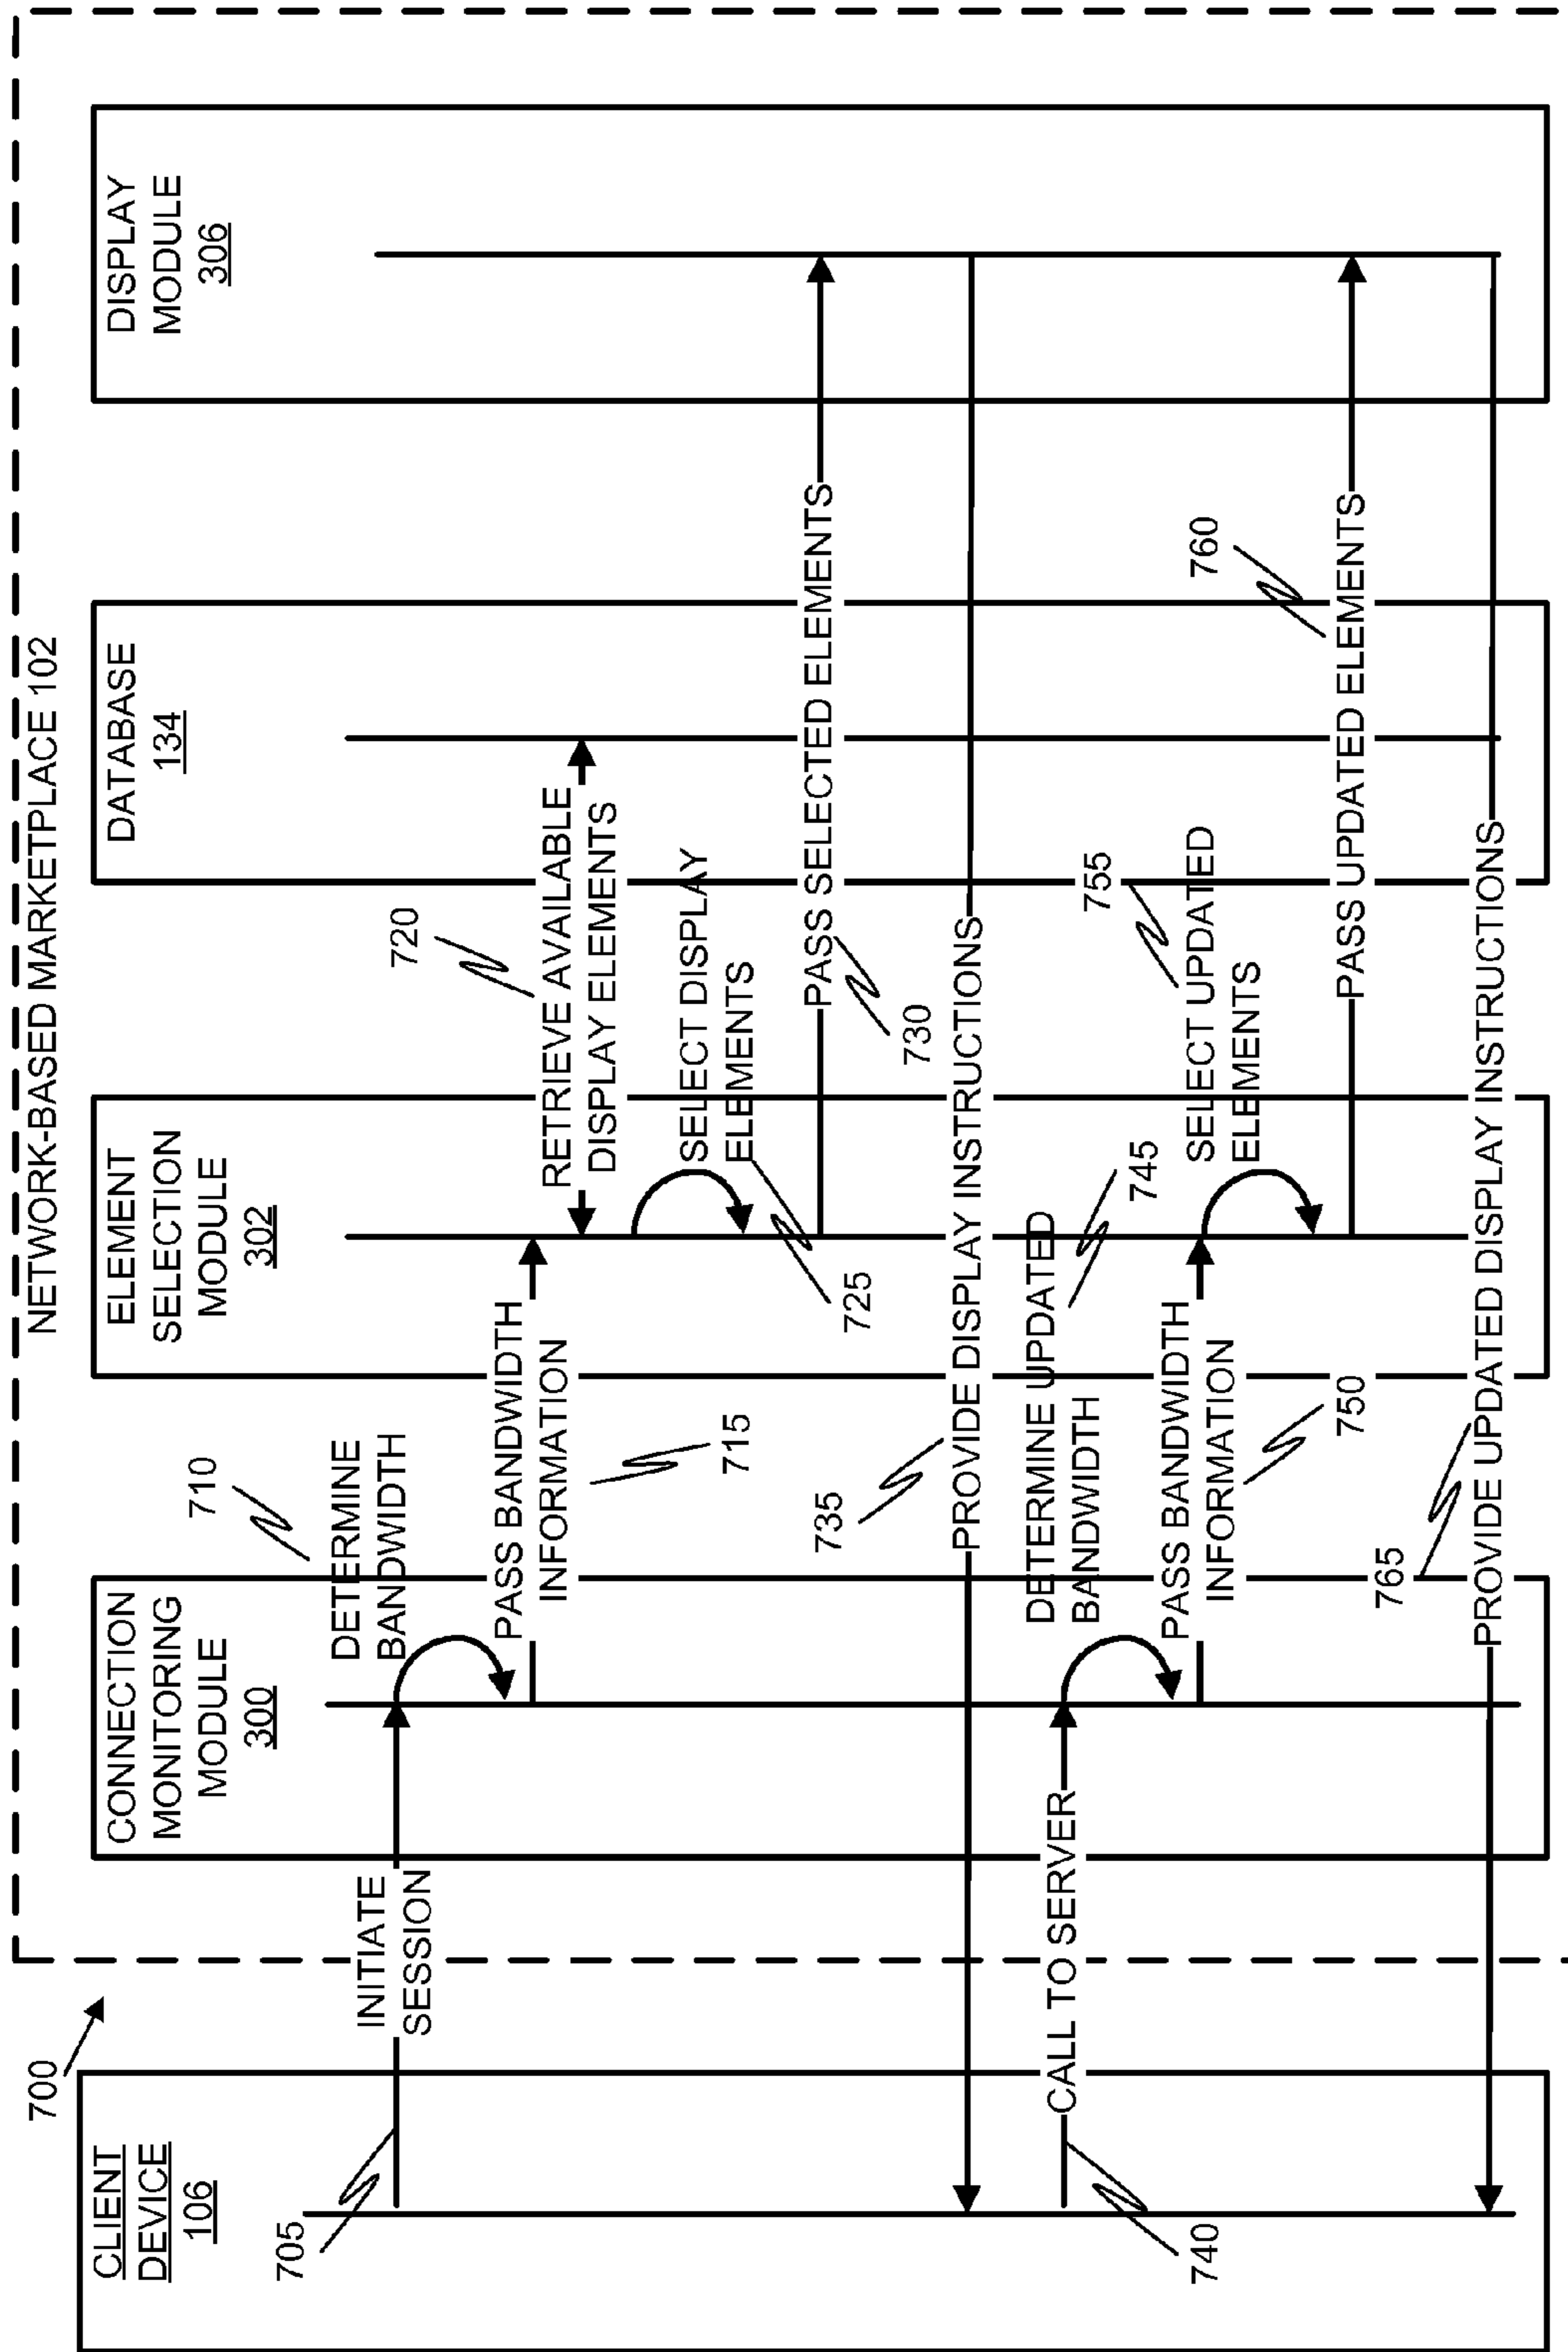 700
NETWORK-BASED MARKETPLACE 102
CLIENT
DEVICE
106
CONNECTION
MONITORING
MODULE
300
ELEMENT
SELECTION
MODULE
302
DATABASE
134
DISPLAY
MODULE
306
705
INITIATE
SESSION
710
DETERMINE
BANDWIDTH
PASS BANDWIDTH
INFORMATION
715
720
RETRIEVE AVAILABLE
DISPLAY ELEMENTS
SELECT DISPLAY
ELEMENTS
725
PASS SELECTED ELEMENTS
730
735
PROVIDE DISPLAY INSTRUCTIONS
740
CALL TO SERVER
DETERMINE UPDATED
BANDWIDTH
745
PASS BANDWIDTH
INFORMATION
750
755
SELECT UPDATED
ELEMENTS
760
PASS UPDATED ELEMENTS
765
PROVIDE UPDATED DISPLAY INSTRUCTIONS